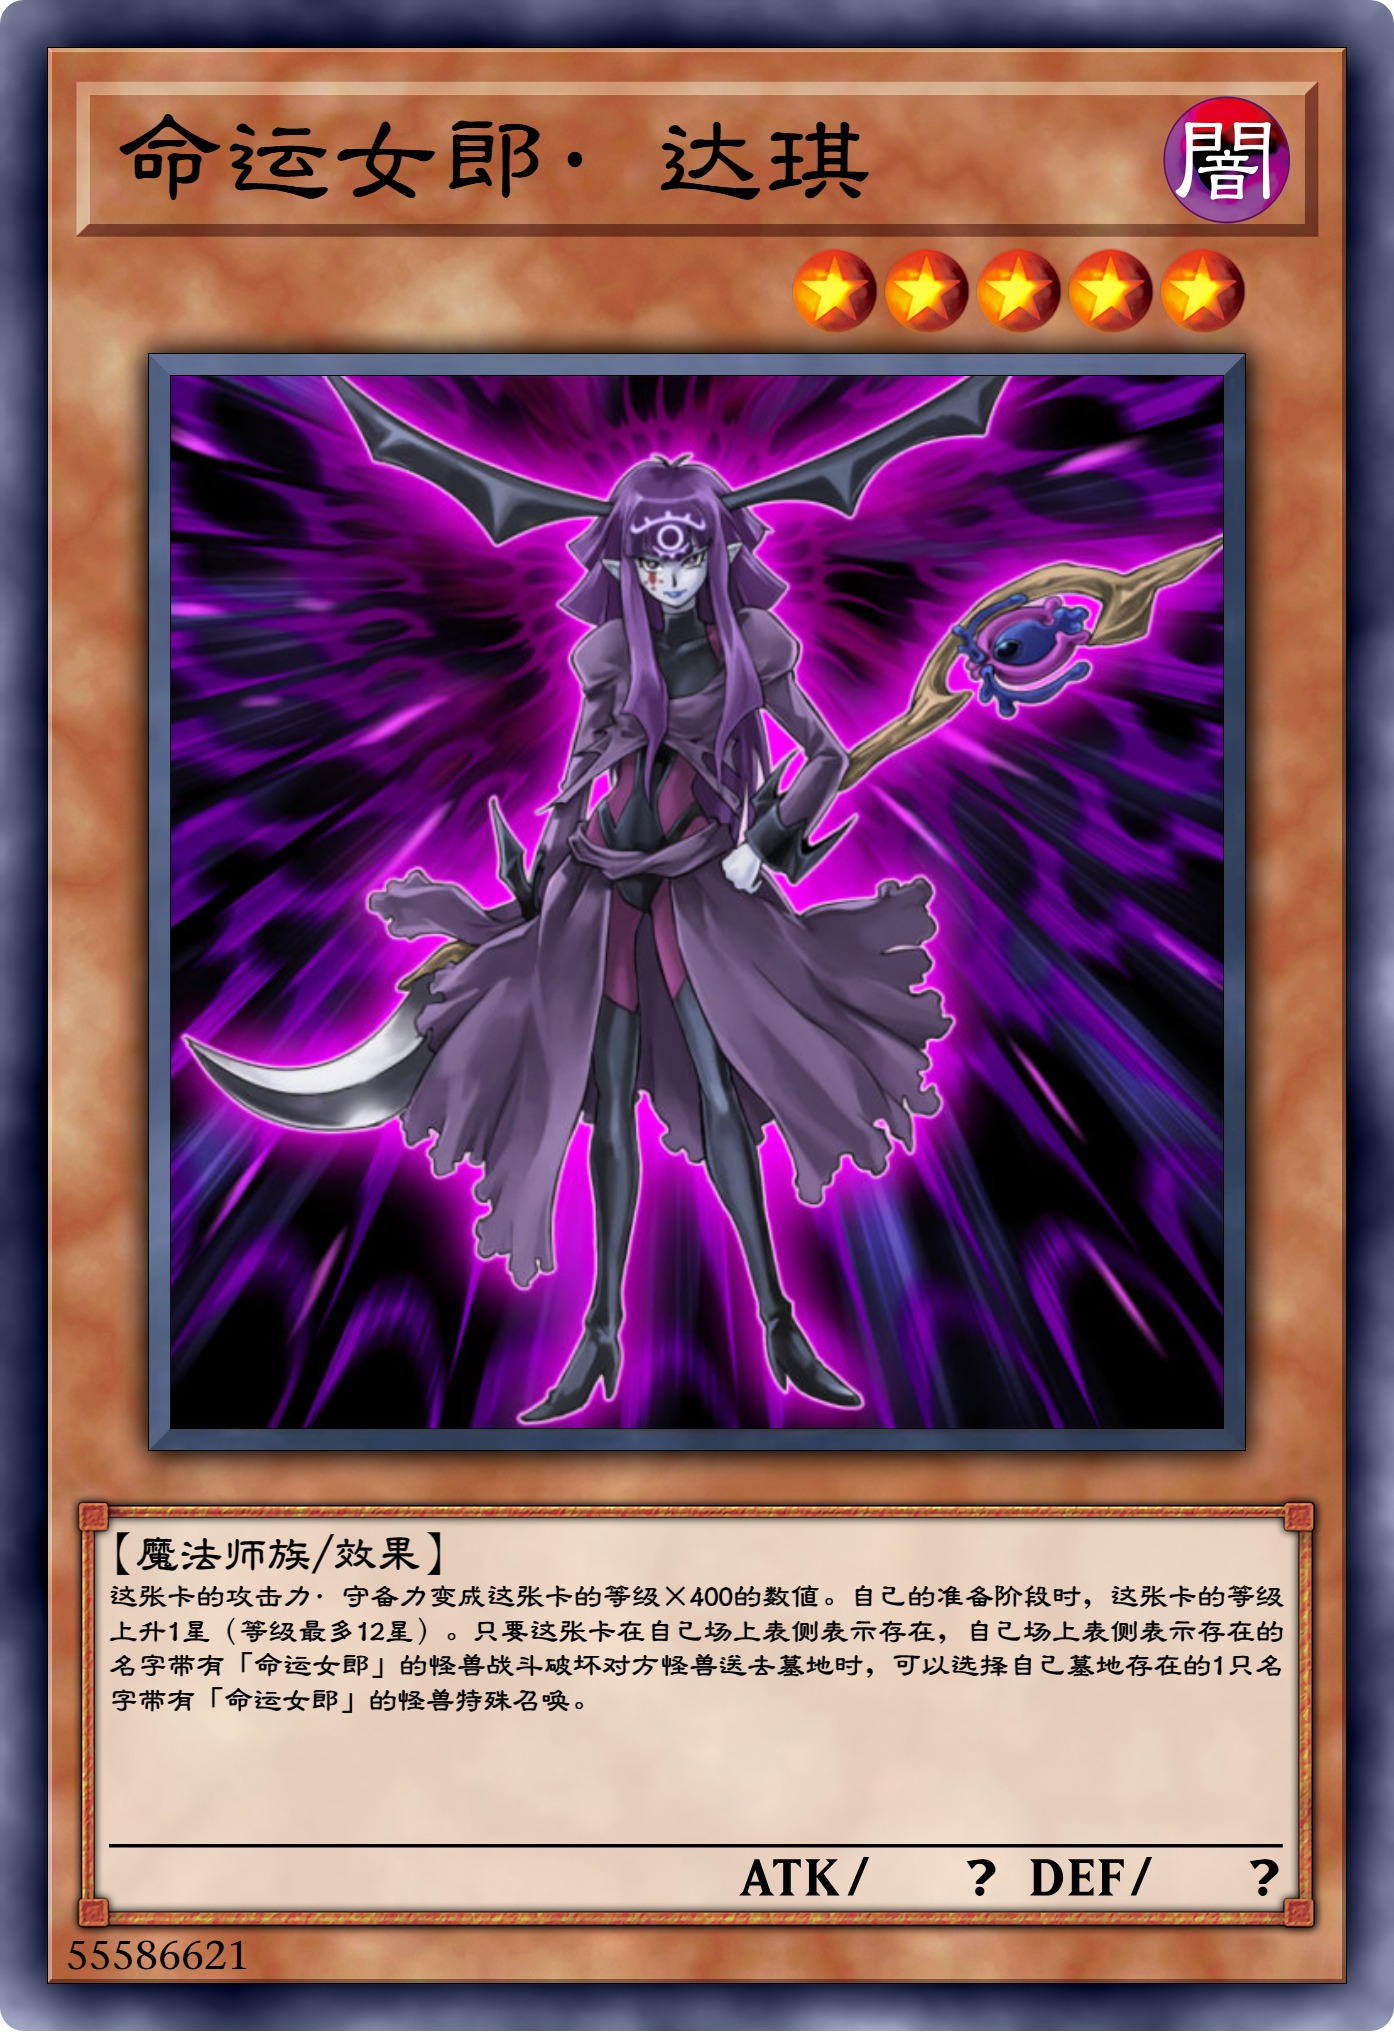 命运女郎·达琪
闇
【魔法师族/效果】
这张卡的攻击力·守备力变成这张卡的等级×400的数值。自己的准备阶段时，这张卡的等级
上升1星（等级最多12星）。只要这张卡在自己场上表侧表示存在，自己场上表侧表示存在的
名字带有「命运女郎」的怪兽战斗破坏对方怪兽送去墓地时，可以选择自己墓地存在的1只名
字带有「命运女郎」的怪兽特殊召唤。
ATK/ ? DEF/ ?
55586621